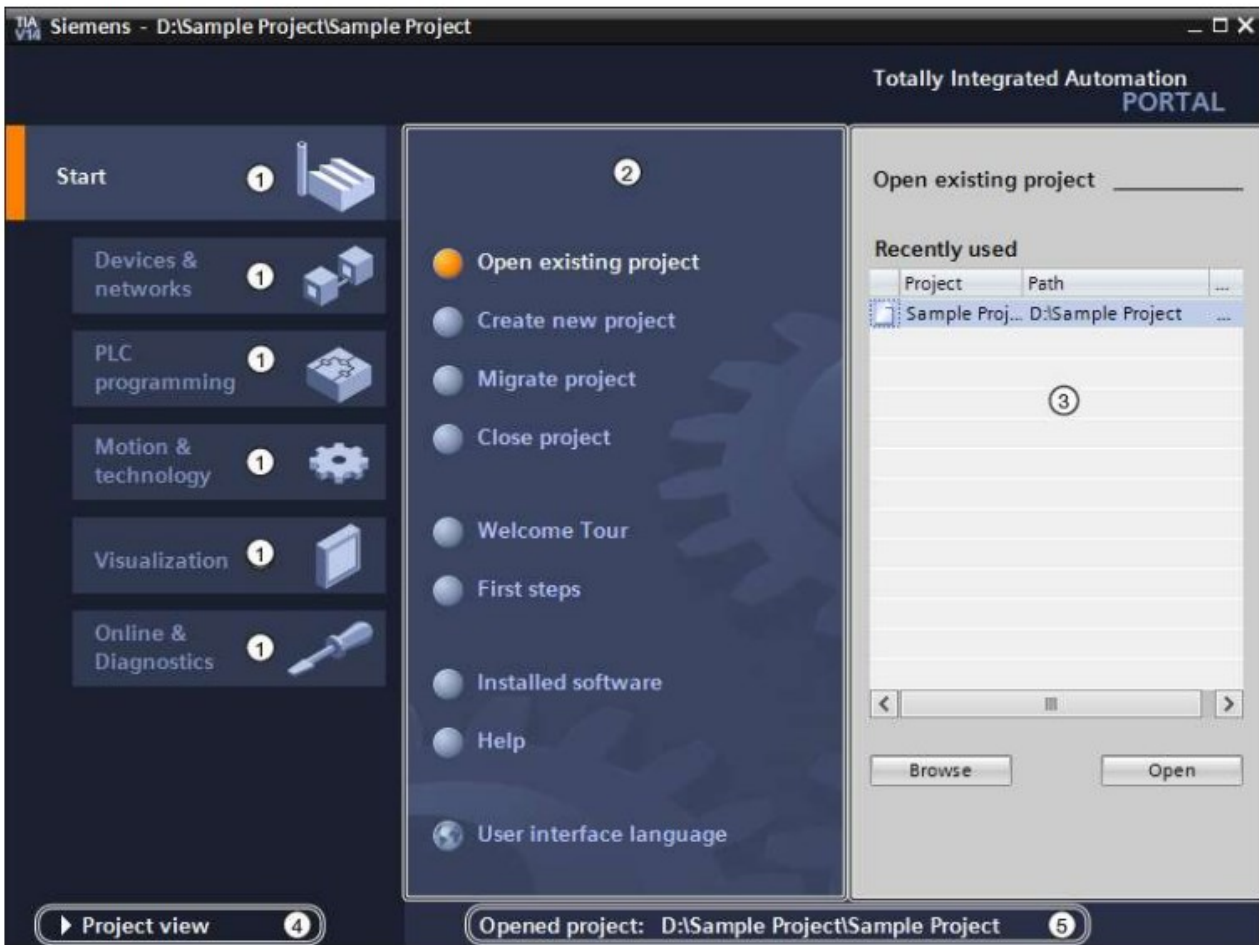 TIA V14 Siemens - D:\Sample Project\Sample Project
Totally Integrated Automation
PORTAL
Start 1
Devices & networks 1
PLC programming 1
Motion & technology 1
Visualization 1
Online & Diagnostics 1
2
Open existing project
Create new project
Migrate project
Close project
Welcome Tour
First steps
Installed software
Help
User interface language
Open existing project
Recently used
Project Path ...
Sample Proj... D:\Sample Project ...
3
Browse Open
Project view 4
Opened project: D:\Sample Project\Sample Project 5